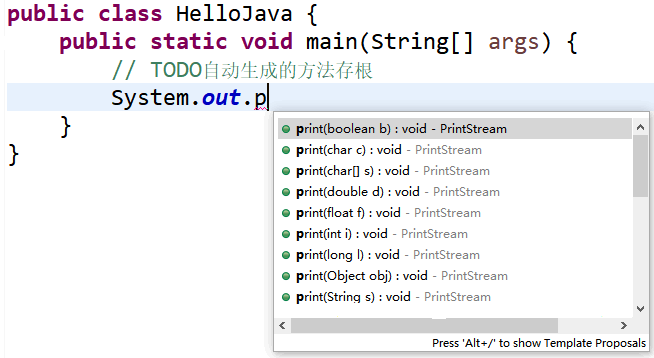 public class HelloJava {
public static void main(String[] args) {
// TODO自动生成的方法存根
System.out.p
}
}
print(boolean b) : void - PrintStream
print(char c) : void - PrintStream
print(char[] s) : void - PrintStream
print(double d) : void - PrintStream
print(float f) : void - PrintStream
print(int i) : void - PrintStream
print(long l) : void - PrintStream
print(Object obj) : void - PrintStream
print(String s) : void - PrintStream
Press 'Alt+/' to show Template Proposals